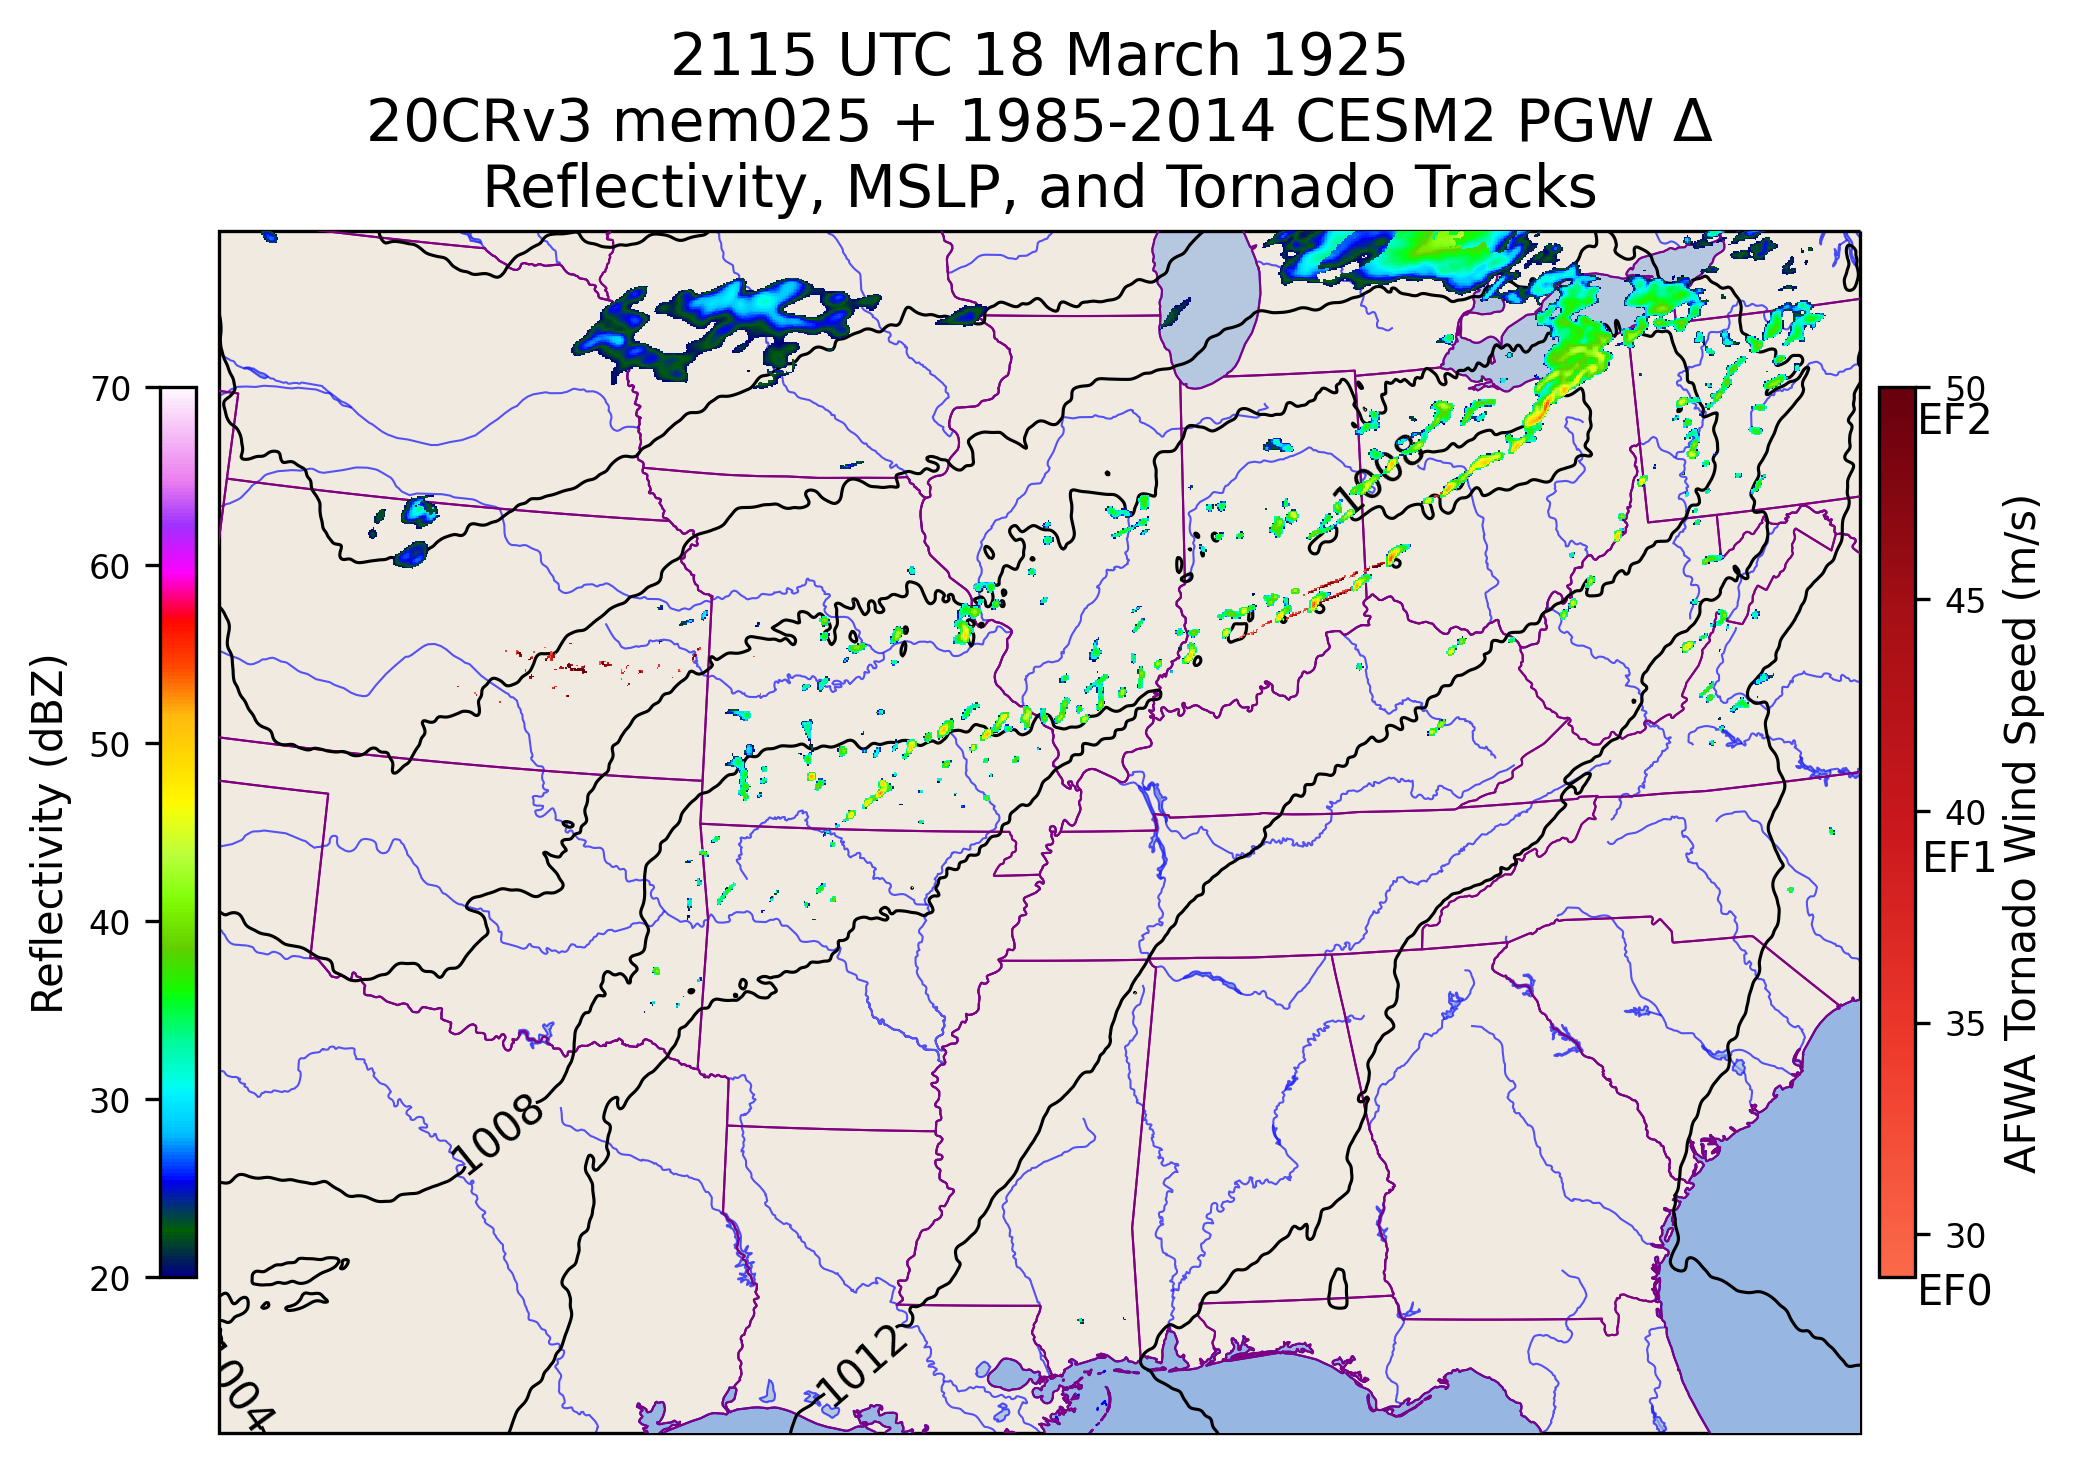 2115 UTC 18 March 1925
20CRv3 mem025 + 1985-2014 CESM2 PGW Δ
Reflectivity, MSLP, and Tornado Tracks
70
60
50
40
30
20
Reflectivity (dBZ)
1008
1008
1012
1004
50
EF2
45
40
EF1
35
30
EF0
AFWA Tornado Wind Speed (m/s)